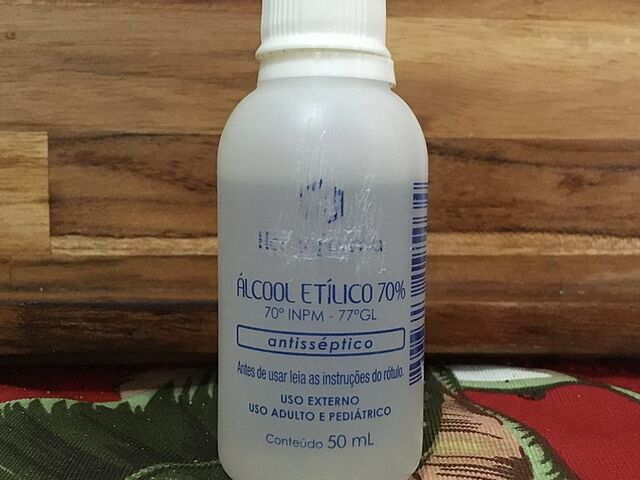 ÁLCOOL ETÍLICO 70%
70º INPM - 77ºGL
antisséptico
Antes de usar leia as instruções do rótulo.
USO EXTERNO
USO ADULTO E PEDIÁTRICO
Conteúdo 50 mL